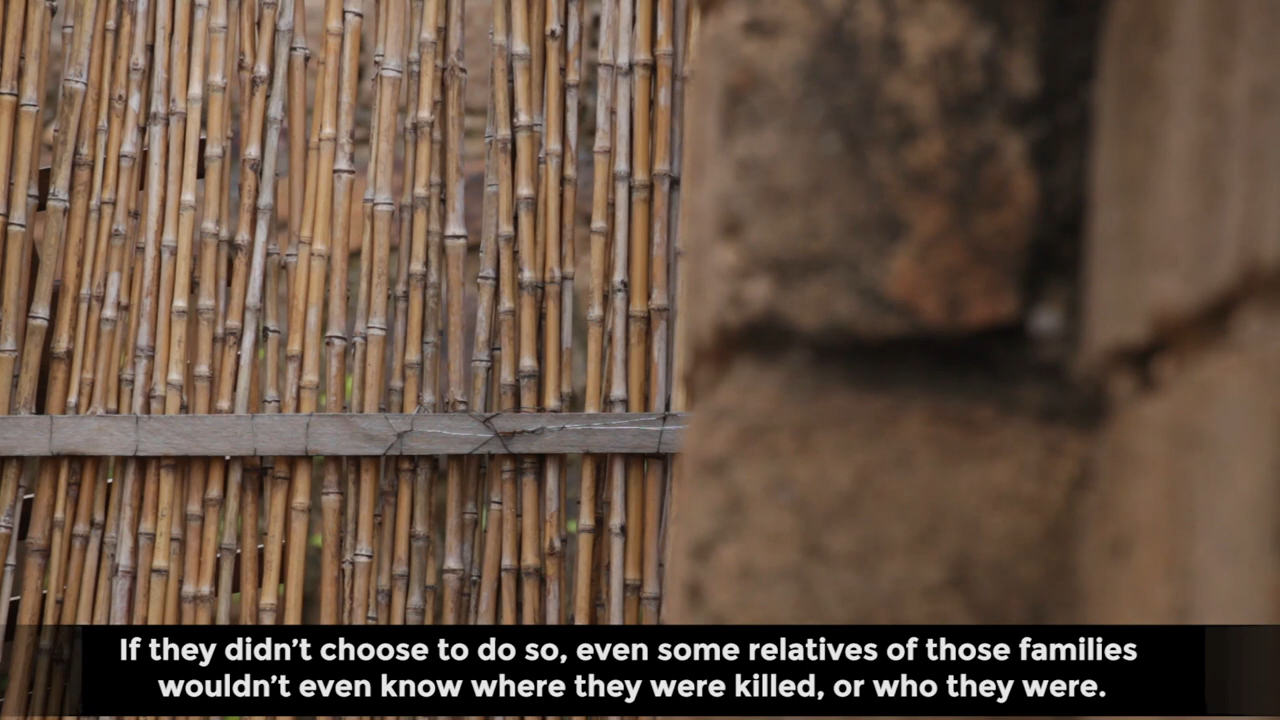 If they didn’t choose to do so, even some relatives of those families
wouldn’t even know where they were killed, or who they were.